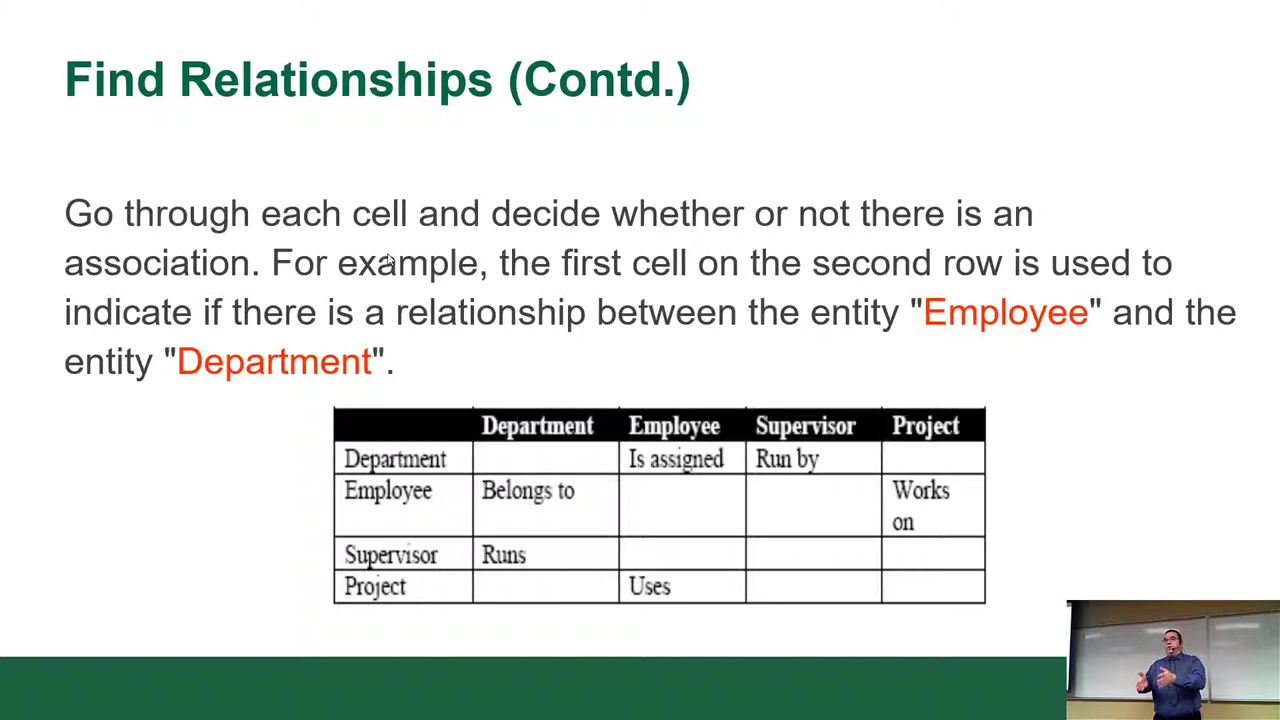 Find Relationships (Contd.)
Go through each cell and decide whether or not there is an
association. For example, the first cell on the second row is used to
indicate if there is a relationship between the entity "Employee" and the
entity "Department".
Department Employee Supervisor Project
Department Is assigned Run by
Employee Belongs to Works
on
Supervisor Runs
Project Uses